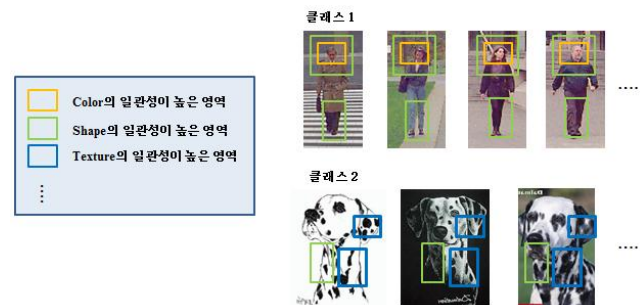 클래스 1
Color의 일관성이 높은 영역
Shape의 일관성이 높은 영역
Texture의 일관성이 높은 영역
⋮
....
클래스 2
....